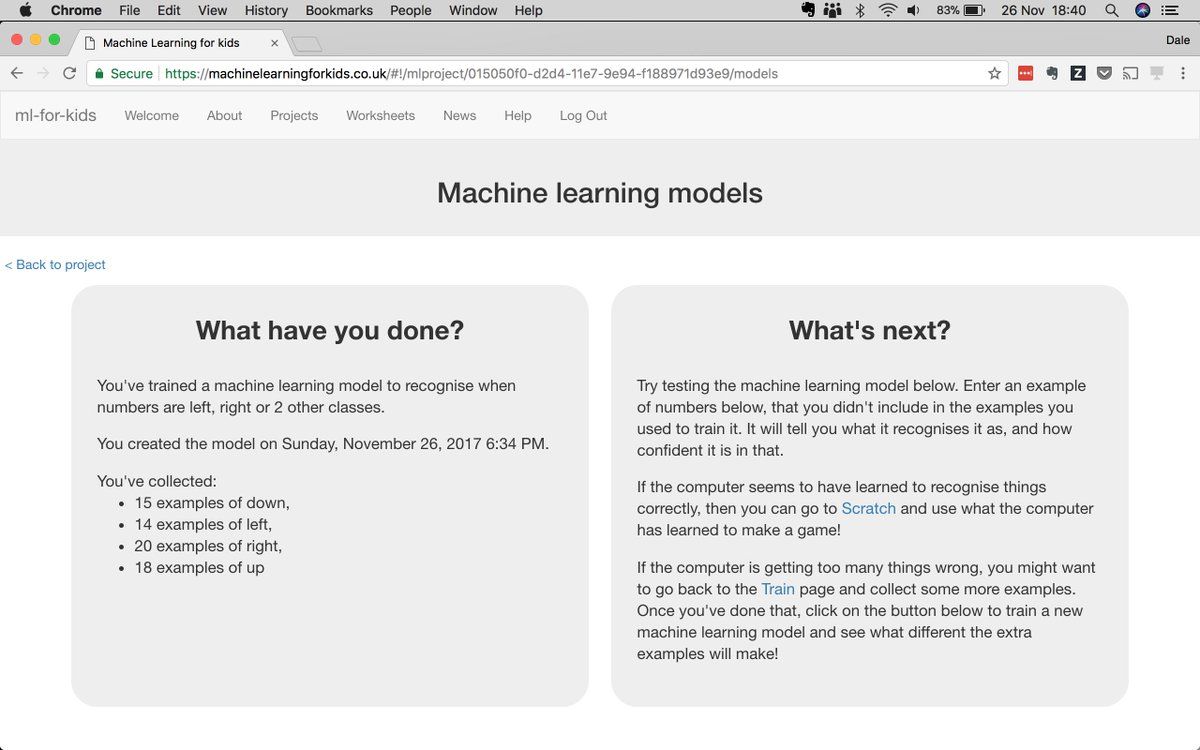 Chrome File Edit View History Bookmarks People Window Help 83% 26 Nov 18:40
Machine Learning for kids × Dale
Secure https://machinelearningforkids.co.uk/#!/mlproject/015050f0-d2d4-11e7-9e94-f188971d93e9/models
ml-for-kids Welcome About Projects Worksheets News Help Log Out
Machine learning models
< Back to project
What have you done?
You've trained a machine learning model to recognise when
numbers are left, right or 2 other classes.
You created the model on Sunday, November 26, 2017 6:34 PM.
You've collected:
• 15 examples of down,
• 14 examples of left,
• 20 examples of right,
• 18 examples of up
What's next?
Try testing the machine learning model below. Enter an example
of numbers below, that you didn't include in the examples you
used to train it. It will tell you what it recognises it as, and how
confident it is in that.
If the computer seems to have learned to recognise things
correctly, then you can go to Scratch and use what the computer
has learned to make a game!
If the computer is getting too many things wrong, you might want
to go back to the Train page and collect some more examples.
Once you've done that, click on the button below to train a new
machine learning model and see what different the extra
examples will make!